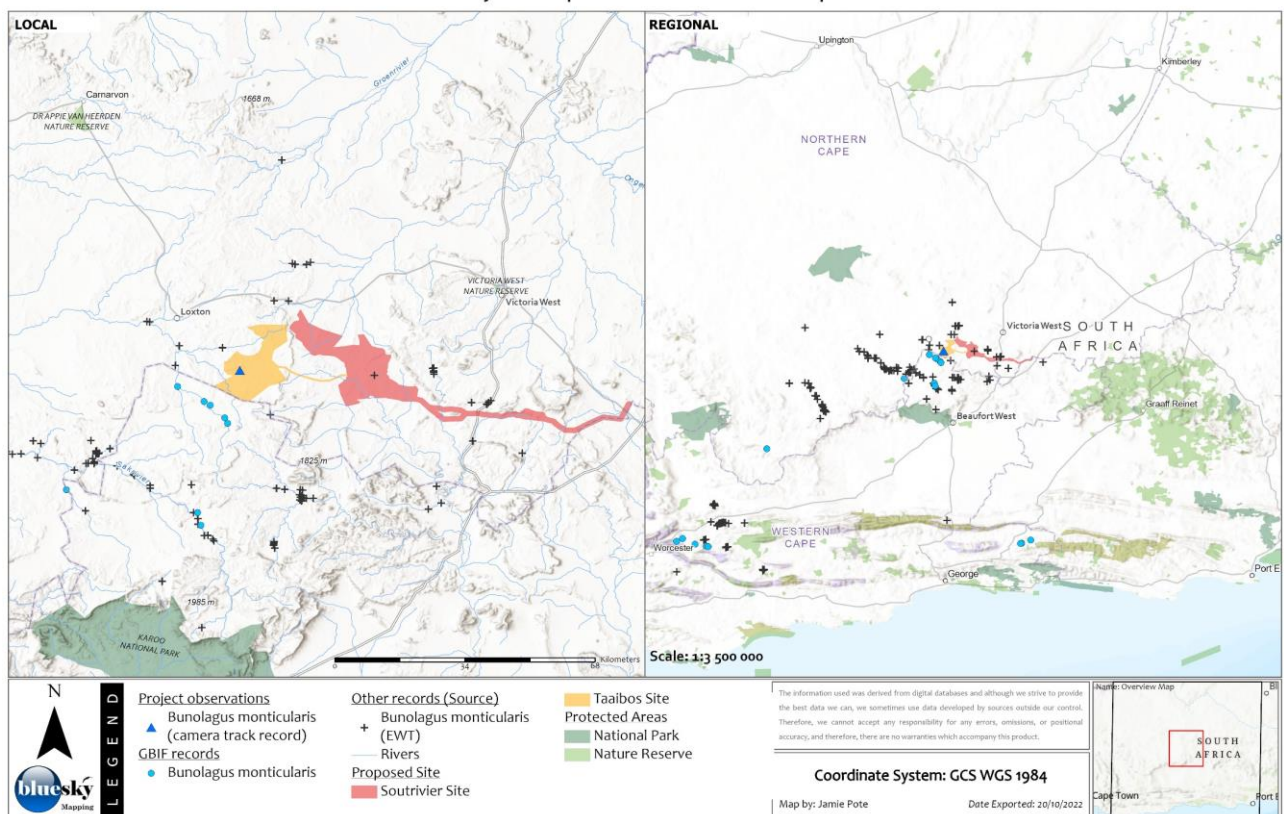 LOCAL
Carnarvon
DR APPIE VAN HEERDEN
NATURE RESERVE
1668 m
Groenrivier
VICTORIA WEST
NATURE RESERVE
Victoria West
Loxton
1825 m
1985 m
KAROO
NATIONAL PARK
Kilometers
0
34
68
REGIONAL
Upington
Kimberley
NORTHERN
CAPE
Victoria West
SOUTH
AFRICA
Graaff Reinet
Beaufort West
WESTERN
CAPE
Worcester
George
Port E
Scale: 1:3 500 000
N
bluesky
Mapping
LEGEND
Project observations
Bunolagus monticularis
(camera track record)
GBIF records
Bunolagus monticularis
Other records (Source)
Bunolagus monticularis
(EWT)
Rivers
Proposed Site
Soutrivier Site
Taaibos Site
Protected Areas
National Park
Nature Reserve
The information used was derived from digital databases and although we strive to provide
the best data we can, we sometimes use data developed by sources outside our control.
Therefore, we cannot accept any responsibility for any errors, omissions, or positional
accuracy, and therefore, there are no warranties which accompany this product.
Coordinate System: GCS WGS 1984
Map by: Jamie Pote
Date Exported: 20/10/2022
Name: Overview Map
Bl
SOUTH
AFRICA
Cape Town
Port E